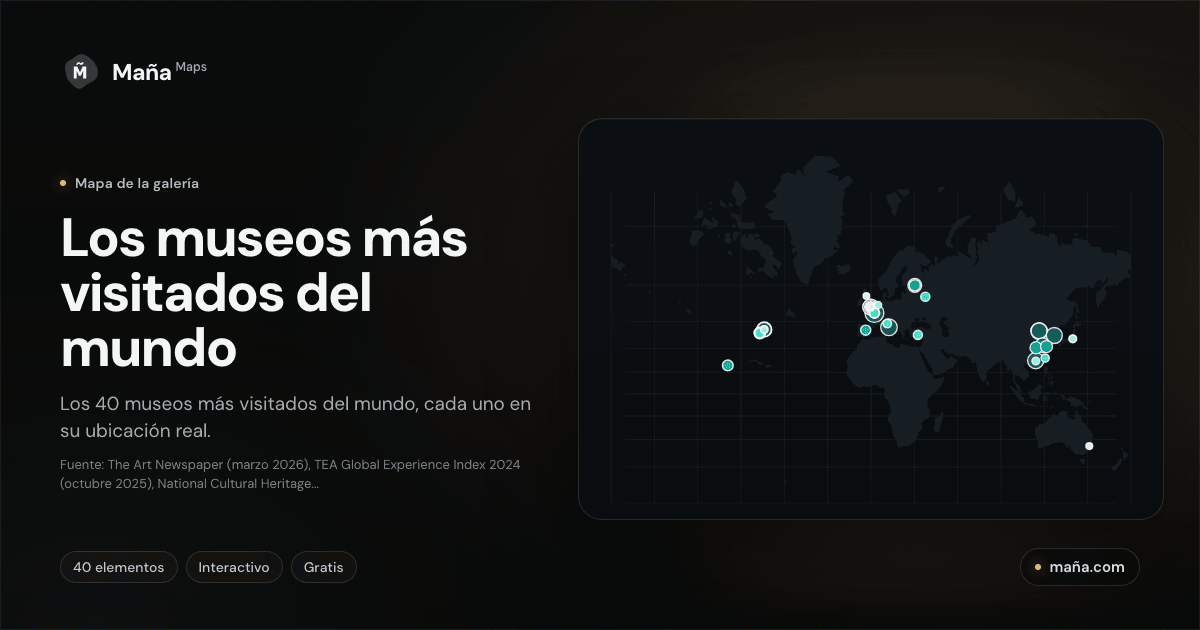 M̃
Maña Maps
Mapa de la galería
Los museos más
visitados del
mundo
Los 40 museos más visitados del mundo, cada uno en
su ubicación real.
Fuente: The Art Newspaper (marzo 2026), TEA Global Experience Index 2024
(octubre 2025), National Cultural Heritage…
40 elementos
Interactivo
Gratis
maña.com